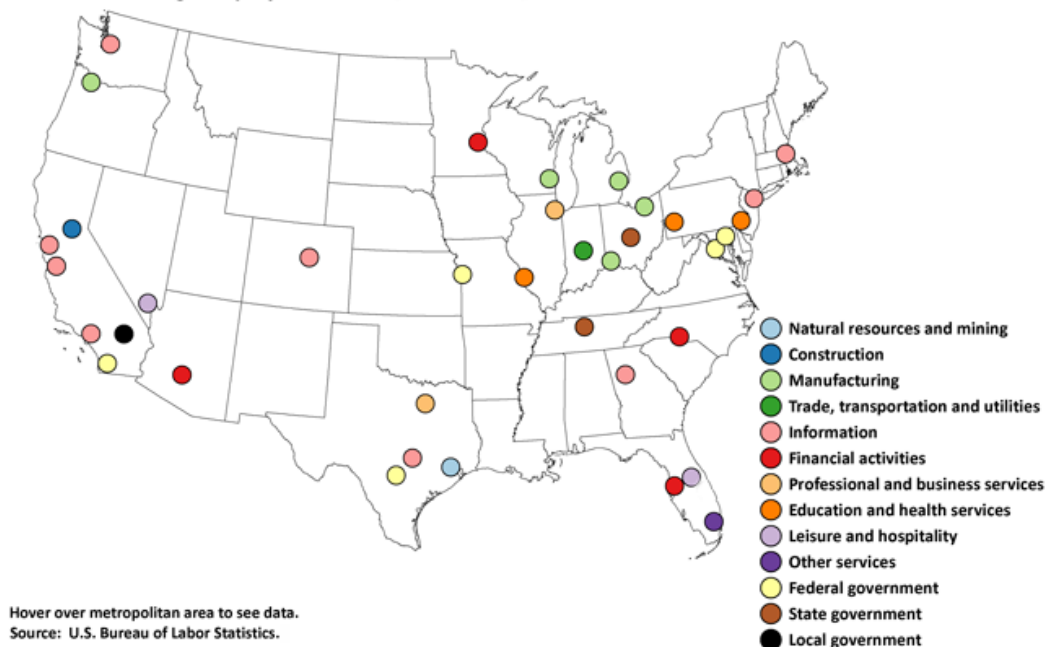 Natural resources and mining
Construction
Manufacturing
Trade, transportation and utilities
Information
Financial activities
Professional and business services
Education and health services
Leisure and hospitality
Other services
Federal government
State government
Local government
Hover over metropolitan area to see data.
Source: U.S. Bureau of Labor Statistics.